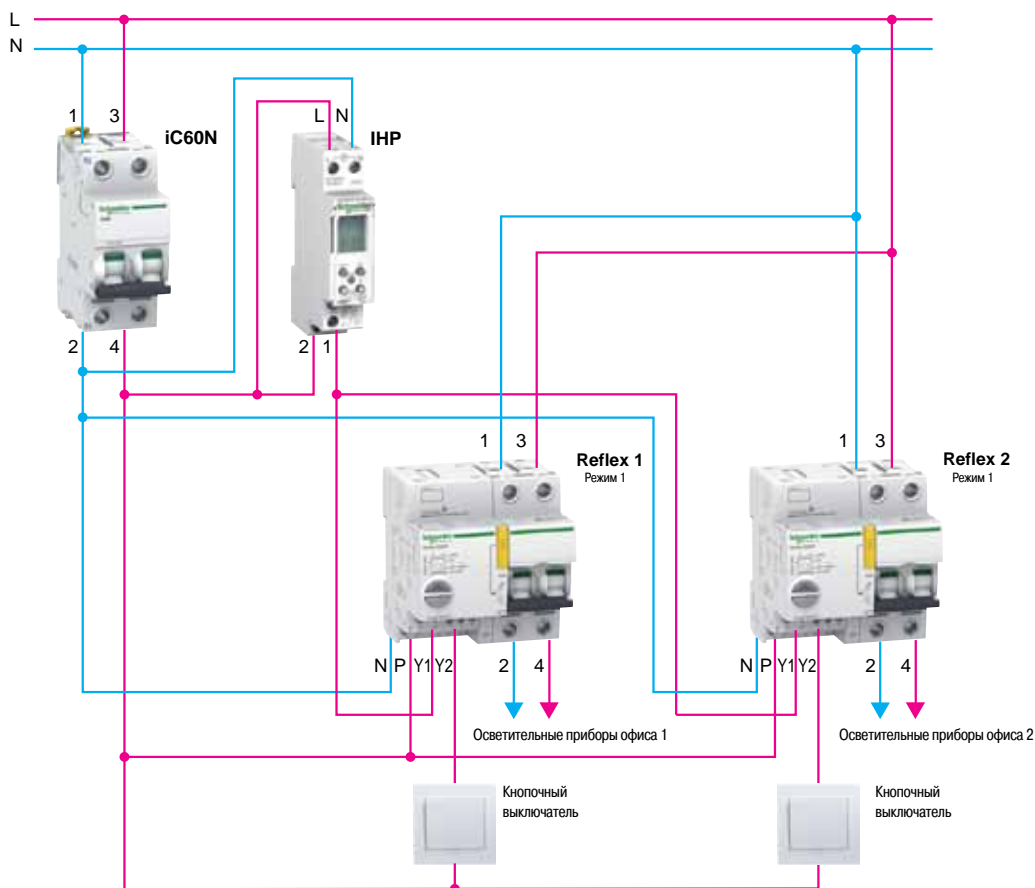 L
N
1 3
iC60N
L N
IHP
2 4
2 1
1 3
Reflex 1
Режим 1
1 3
Reflex 2
Режим 1
N P Y1 Y2 2 4
N P Y1 Y2 2 4
Осветительные приборы офиса 1
Осветительные приборы офиса 2
Кнопочный
выключатель
Кнопочный
выключатель